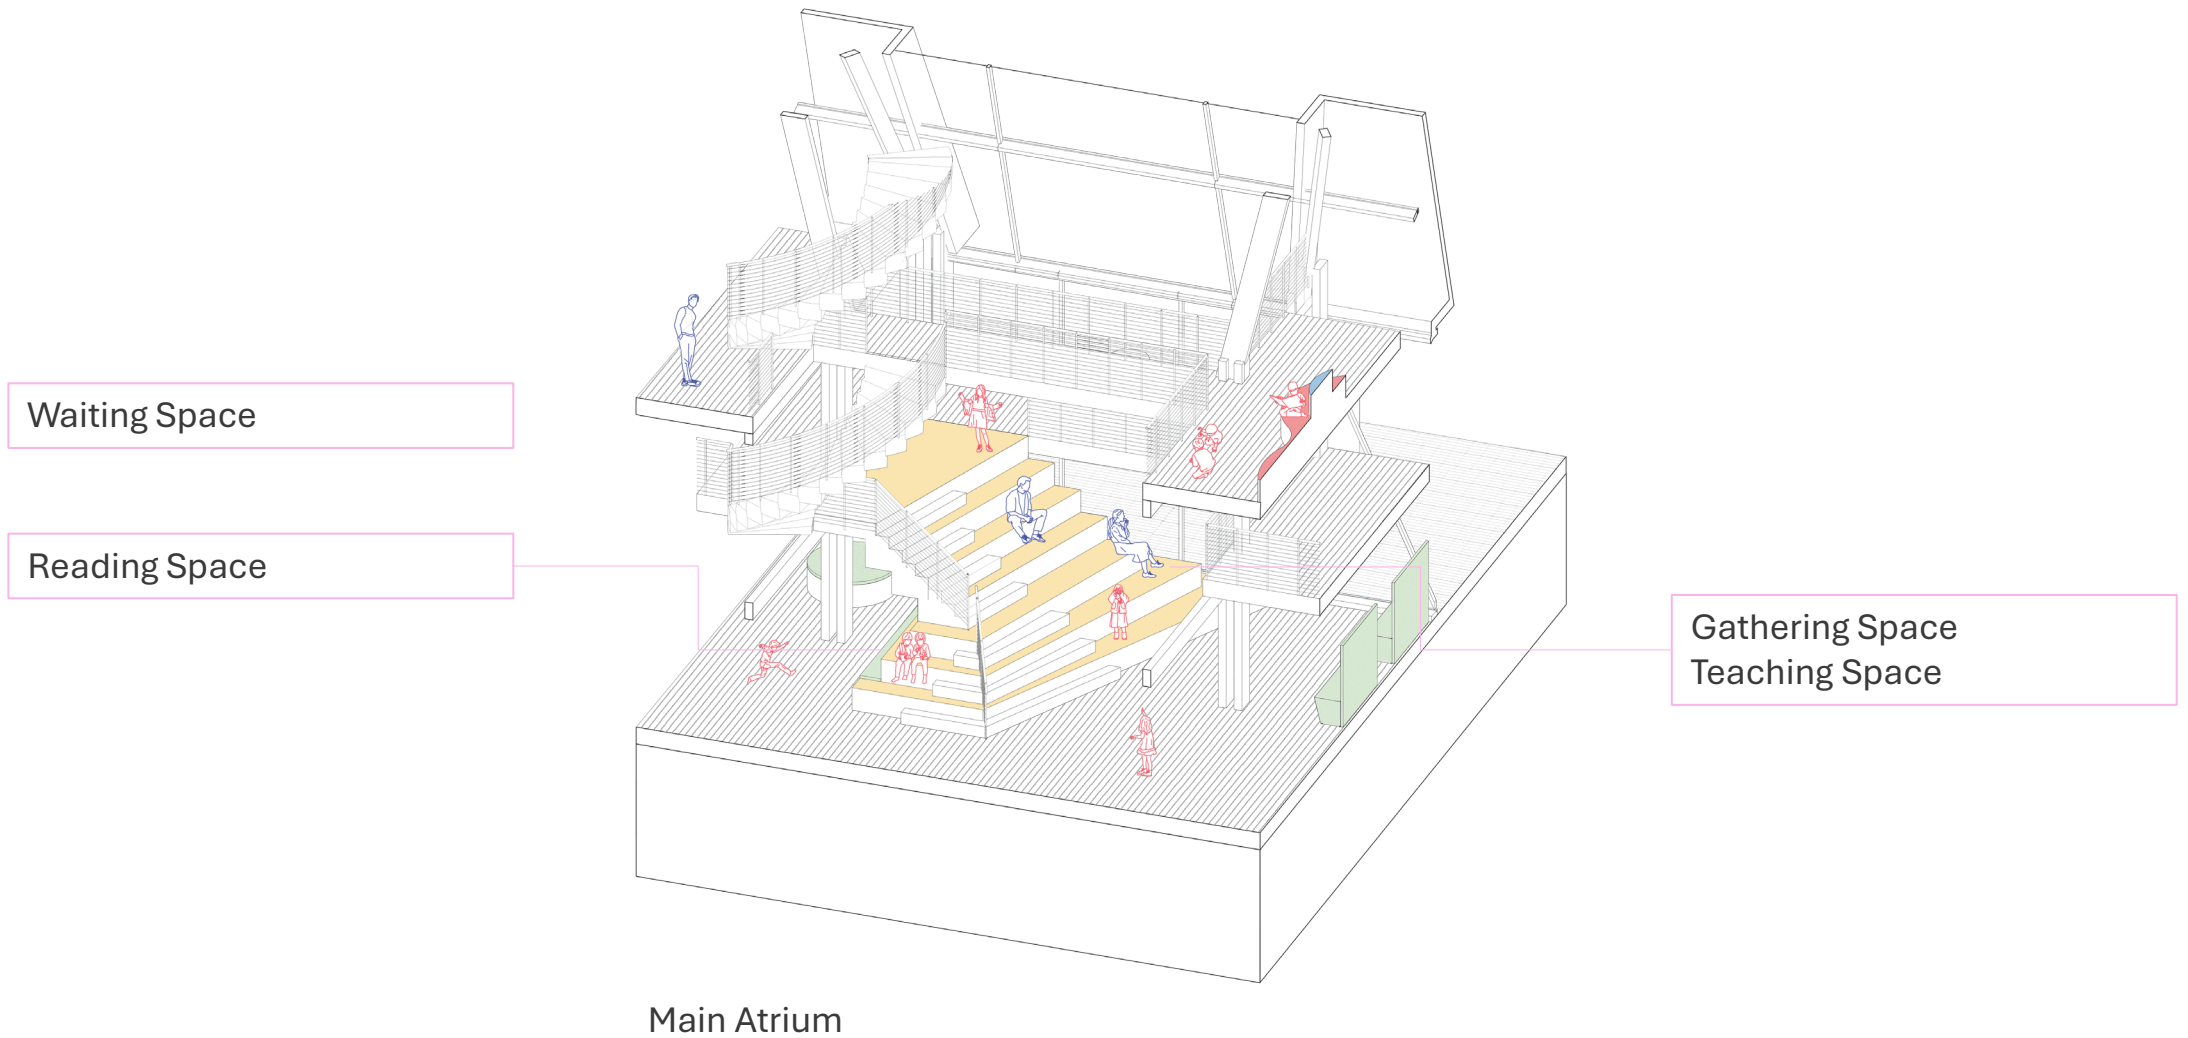 Waiting Space
Reading Space
Gathering Space
Teaching Space
Main Atrium